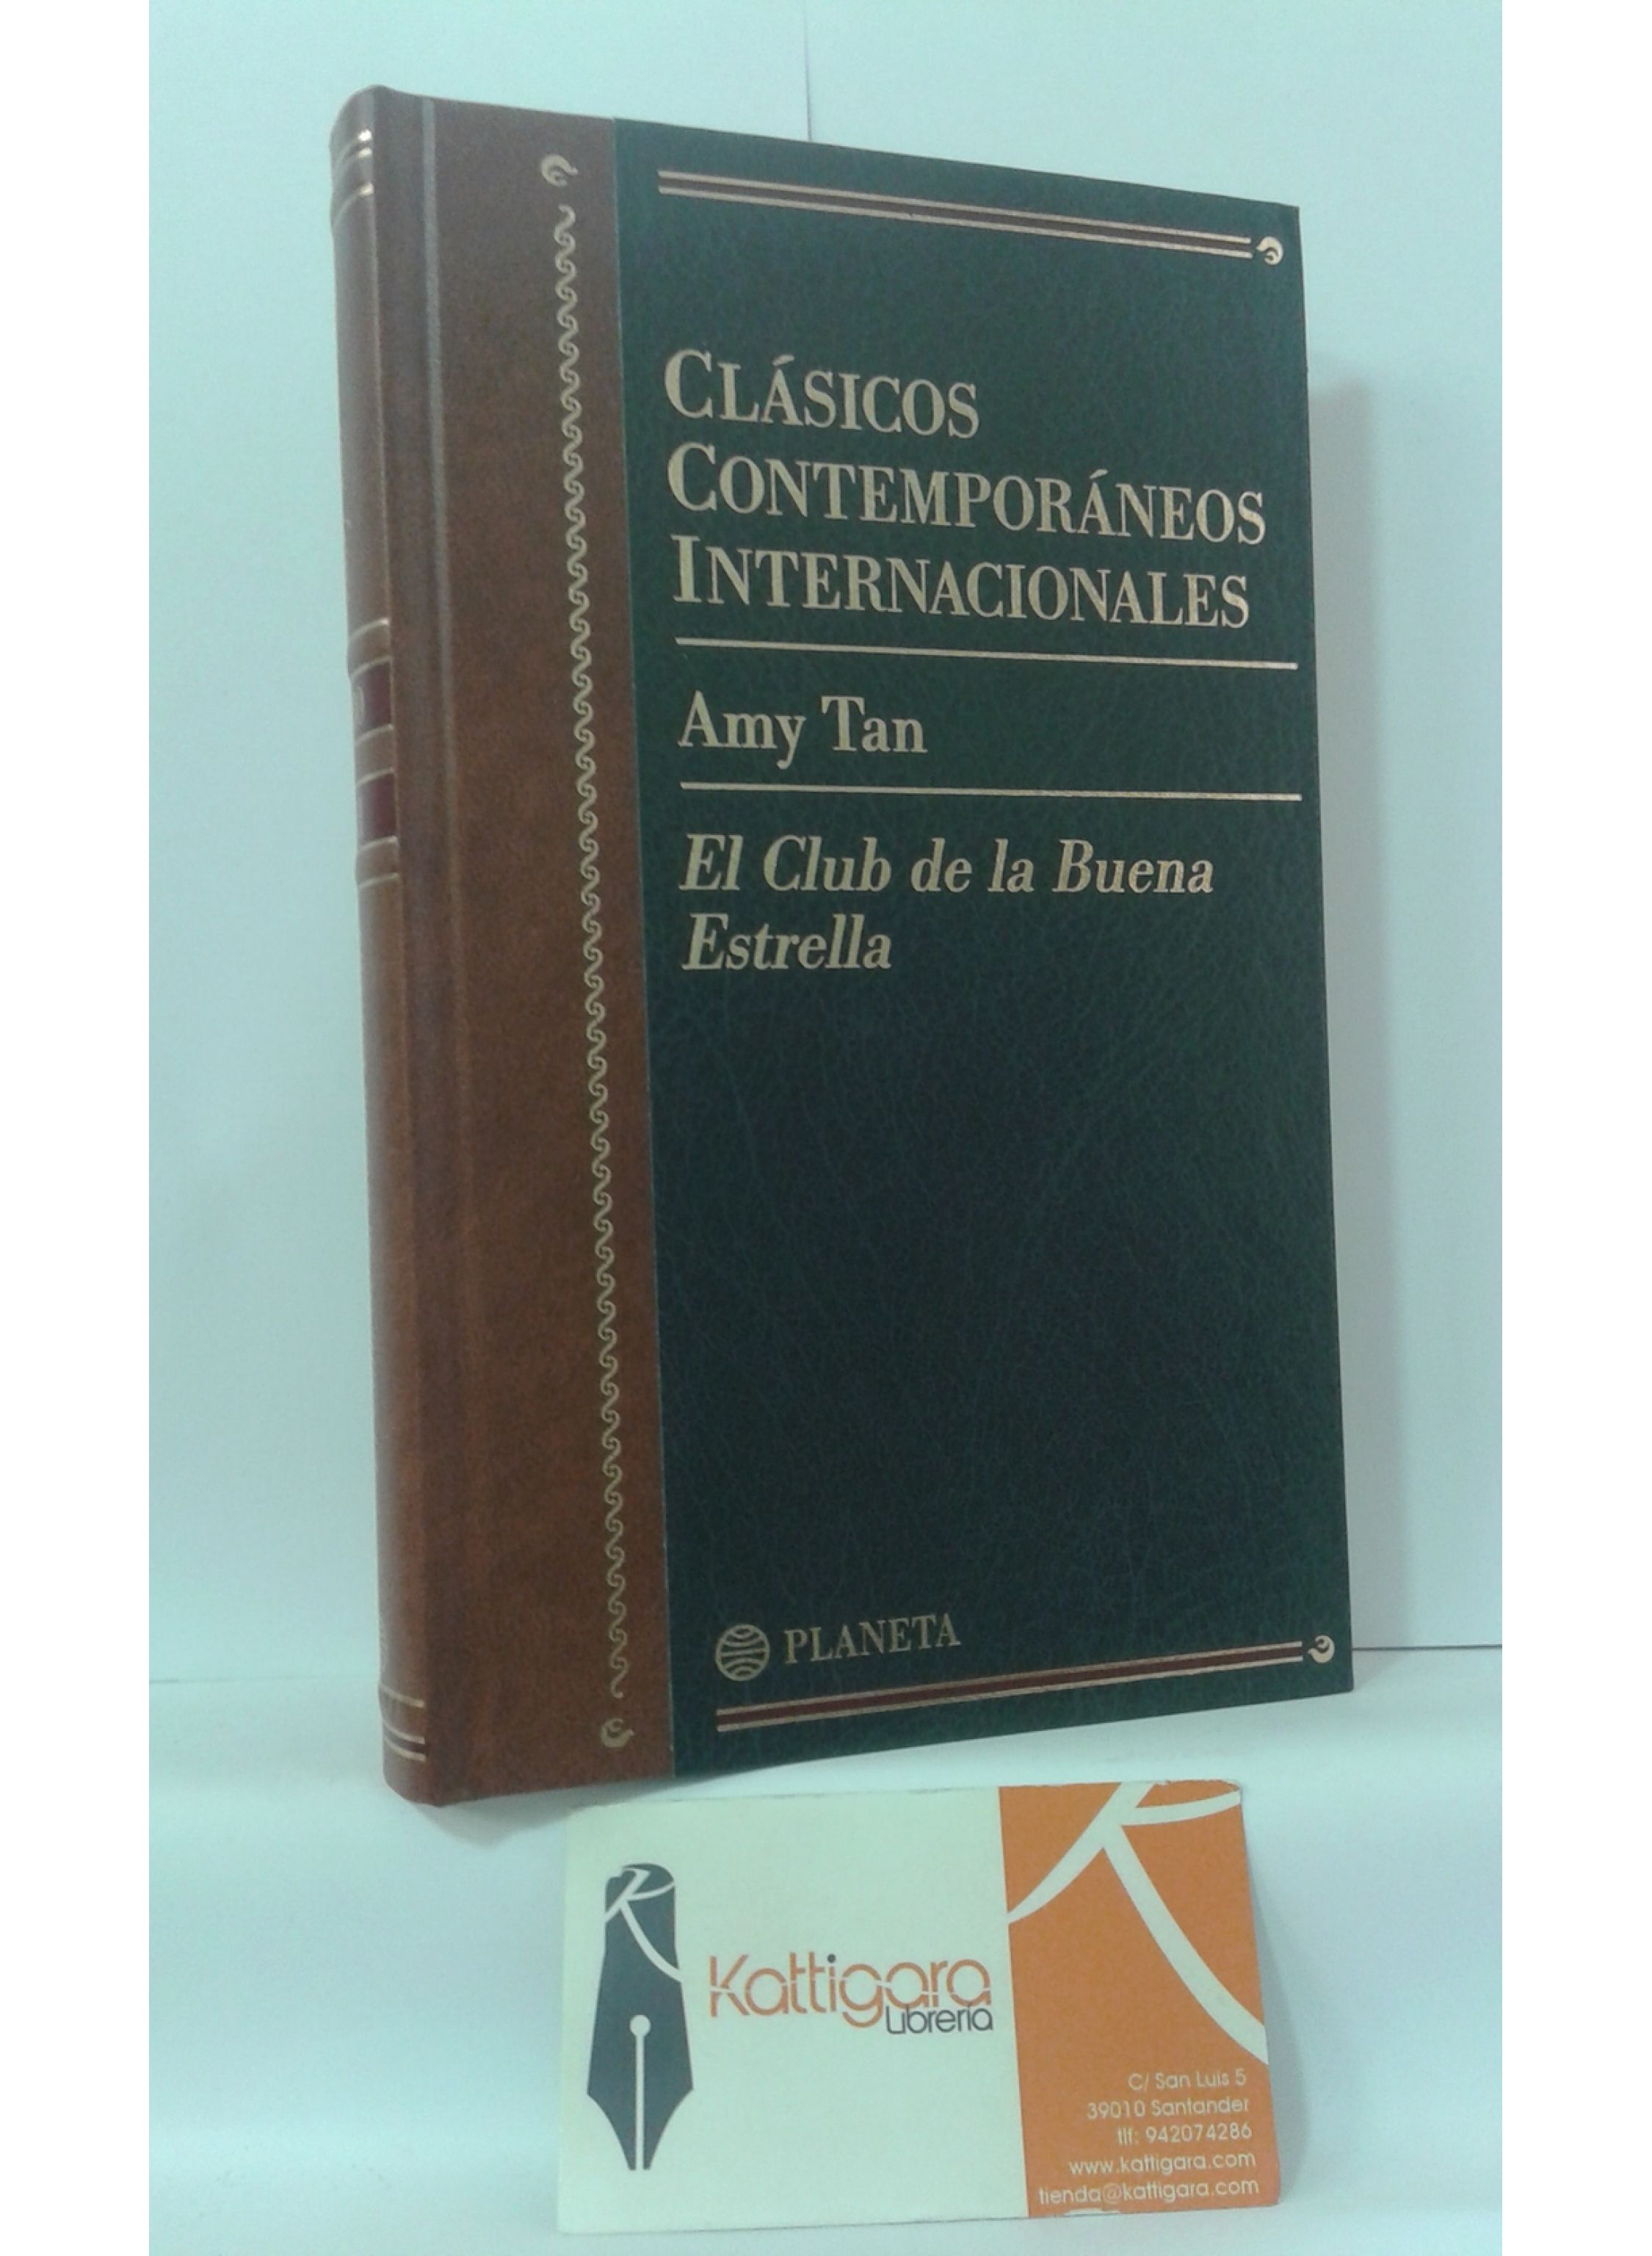 CLÁSICOS
CONTEMPORÁNEOS
INTERNACIONALES
Amy Tan
El Club de la Buena
Estrella
PLANETA
Kattigara
Librería
C/ San Luis 5
39010 Santander
tlf: 942074286
www.kattigara.com
tienda@kattigara.com